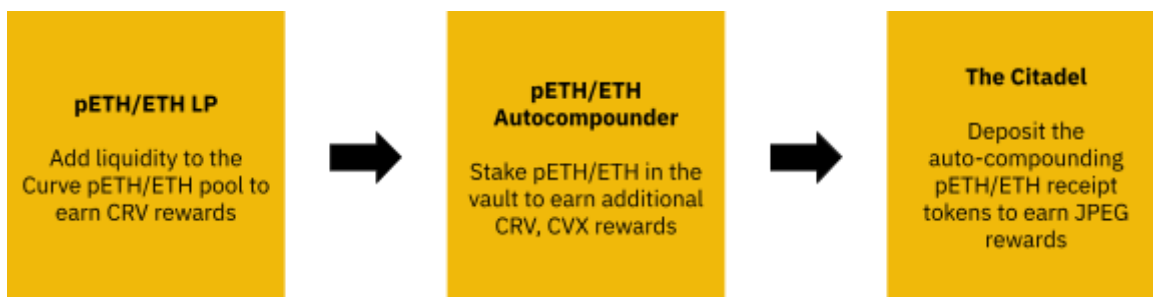 pETH/ETH LP
Add liquidity to the
Curve pETH/ETH pool to
earn CRV rewards
pETH/ETH
Autocompounder
Stake pETH/ETH in the
vault to earn additional
CRV, CVX rewards
The Citadel
Deposit the
auto-compounding
pETH/ETH receipt
tokens to earn JPEG
rewards